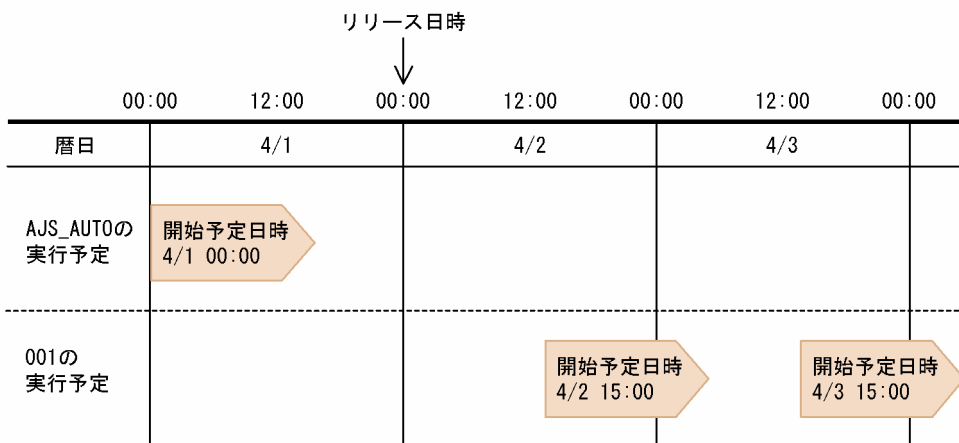 リリース日時
00:00 12:00 00:00 12:00 00:00 12:00 00:00
暦日 4/1 4/2 4/3
AJS_AUTOの
実行予定
開始予定日時
4/1 00:00
001の
実行予定
開始予定日時
4/2 15:00
開始予定日時
4/3 15:00